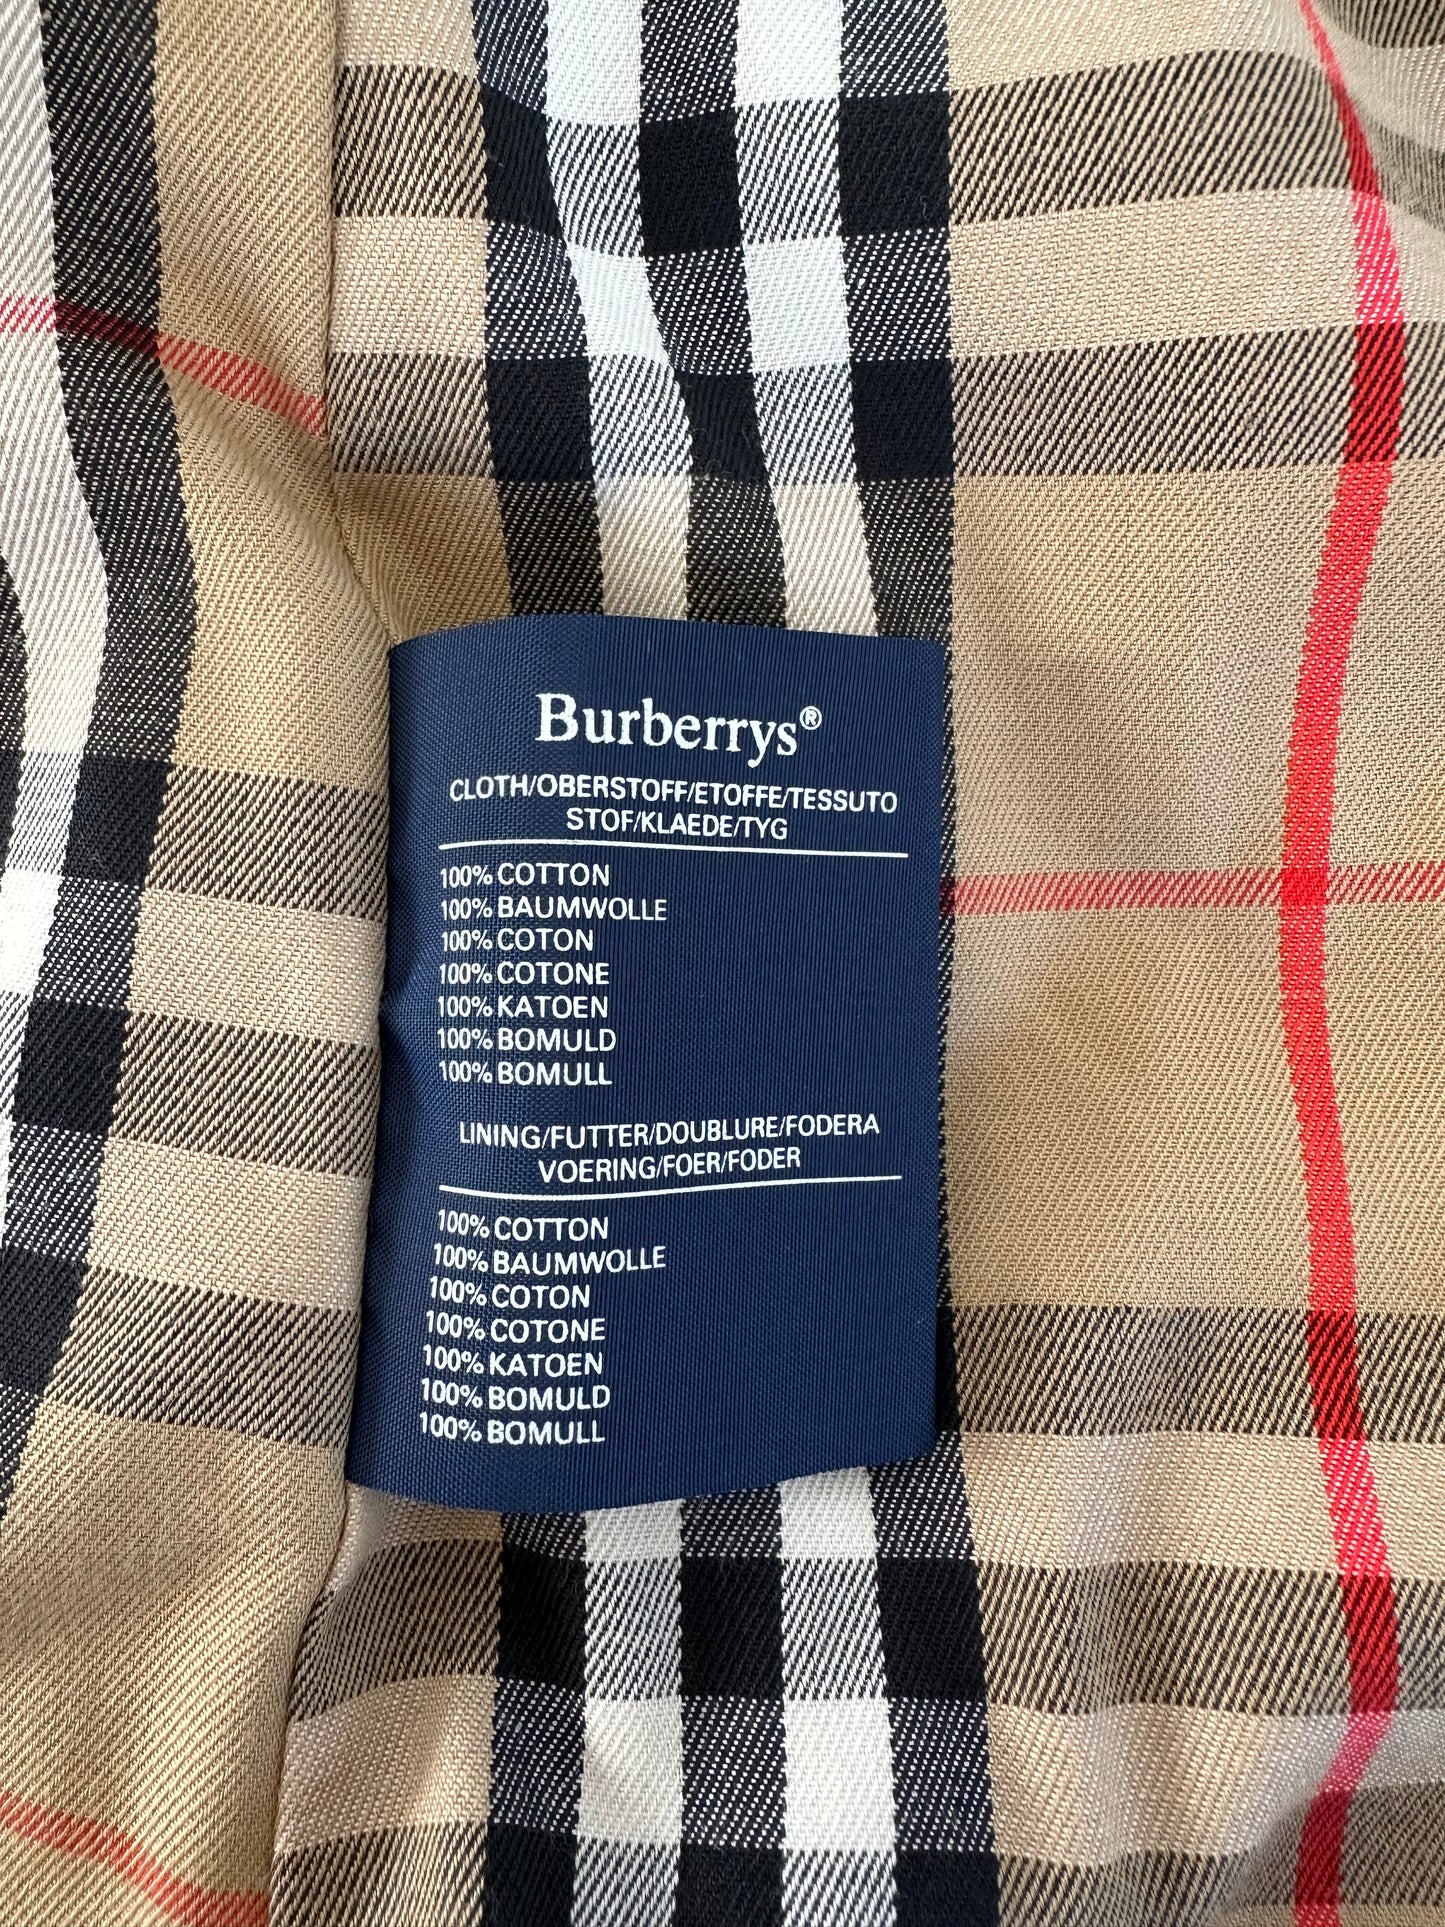 Burberrys®
CLOTH/OBERSTOFF/ETOFFE/TESSUTO
STOF/KLAEDE/TYG
100% COTTON
100% BAUMWOLLE
100% COTON
100% COTONE
100% KATOEN
100% BOMULD
100% BOMULL
LINING/FUTTER/DOUBLURE/FODERA
VOERING/FOER/FODER
100% COTTON
100% BAUMWOLLE
100% COTON
100% COTONE
100% KATOEN
100% BOMULD
100% BOMULL